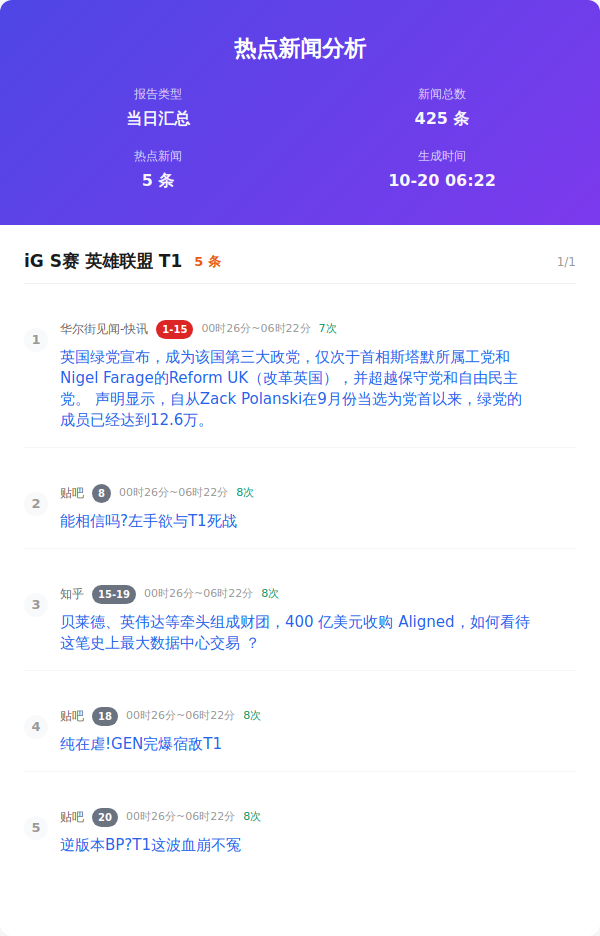 热点新闻分析
报告类型
当日汇总
新闻总数
425 条
热点新闻
5 条
生成时间
10-20 06:22
iG S赛 英雄联盟 T1 5 条 1/1
1
华尔街见闻-快讯 1-15 00时26分~06时22分 7次
英国绿党宣布，成为该国第三大政党，仅次于首相斯塔默所属工党和
Nigel Farage的Reform UK（改革英国），并超越保守党和自由民主
党。 声明显示，自从Zack Polanski在9月份当选为党首以来，绿党的
成员已经达到12.6万。
2
贴吧 8 00时26分~06时22分 8次
能相信吗?左手欲与T1死战
3
知乎 15-19 00时26分~06时22分 8次
贝莱德、英伟达等牵头组成财团，400 亿美元收购 Aligned，如何看待
这笔史上最大数据中心交易 ？
4
贴吧 18 00时26分~06时22分 8次
纯在虐!GEN完爆宿敌T1
5
贴吧 20 00时26分~06时22分 8次
逆版本BP?T1这波血崩不冤